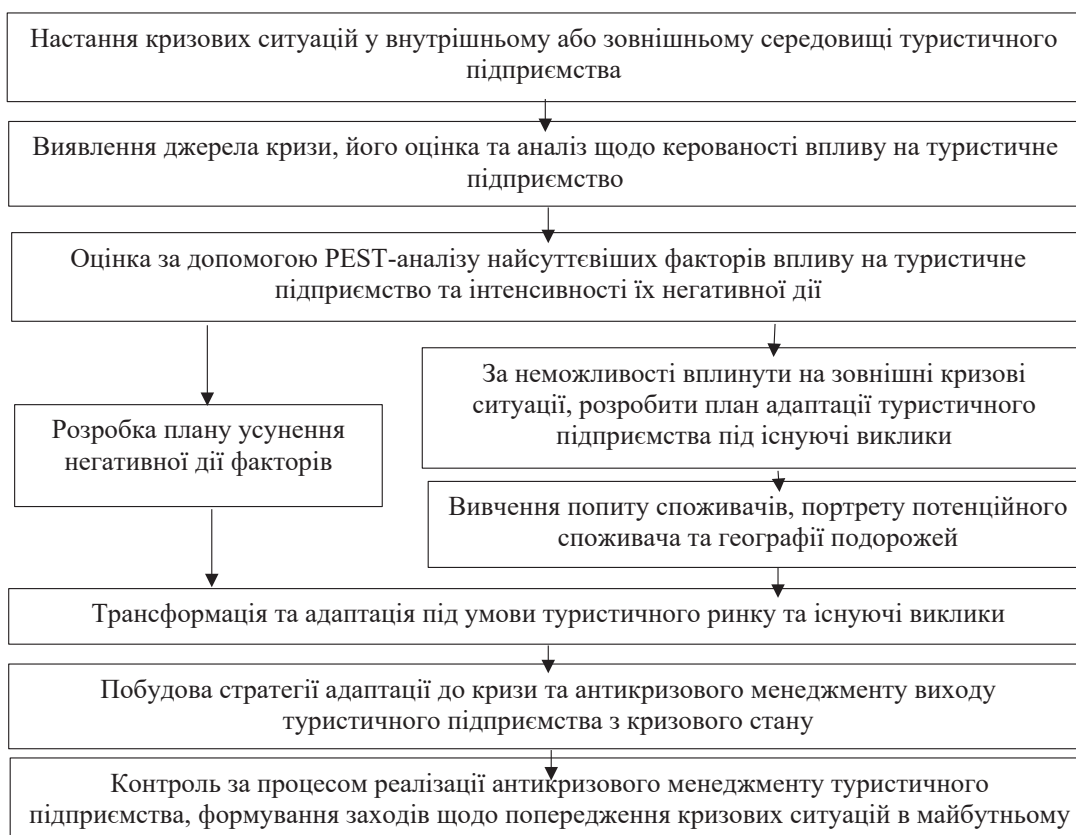 Настання кризових ситуацій у внутрішньому або зовнішньому середовищі туристичного
підприємства
Виявлення джерела кризи, його оцінка та аналіз щодо керованості впливу на туристичне
підприємство
Оцінка за допомогою PEST-аналізу найсуттєвіших факторів впливу на туристичне
підприємство та інтенсивності їх негативної дії
Розробка плану усунення
негативної дії факторів
За неможливості вплинути на зовнішні кризові
ситуації, розробити план адаптації туристичного
підприємства під існуючі виклики
Вивчення попиту споживачів, портрету потенційного
споживача та географії подорожей
Трансформація та адаптація під умови туристичного ринку та існуючі виклики
Побудова стратегії адаптації до кризи та антикризового менеджменту виходу
туристичного підприємства з кризового стану
Контроль за процесом реалізації антикризового менеджменту туристичного
підприємства, формування заходів щодо попередження кризових ситуацій в майбутньому